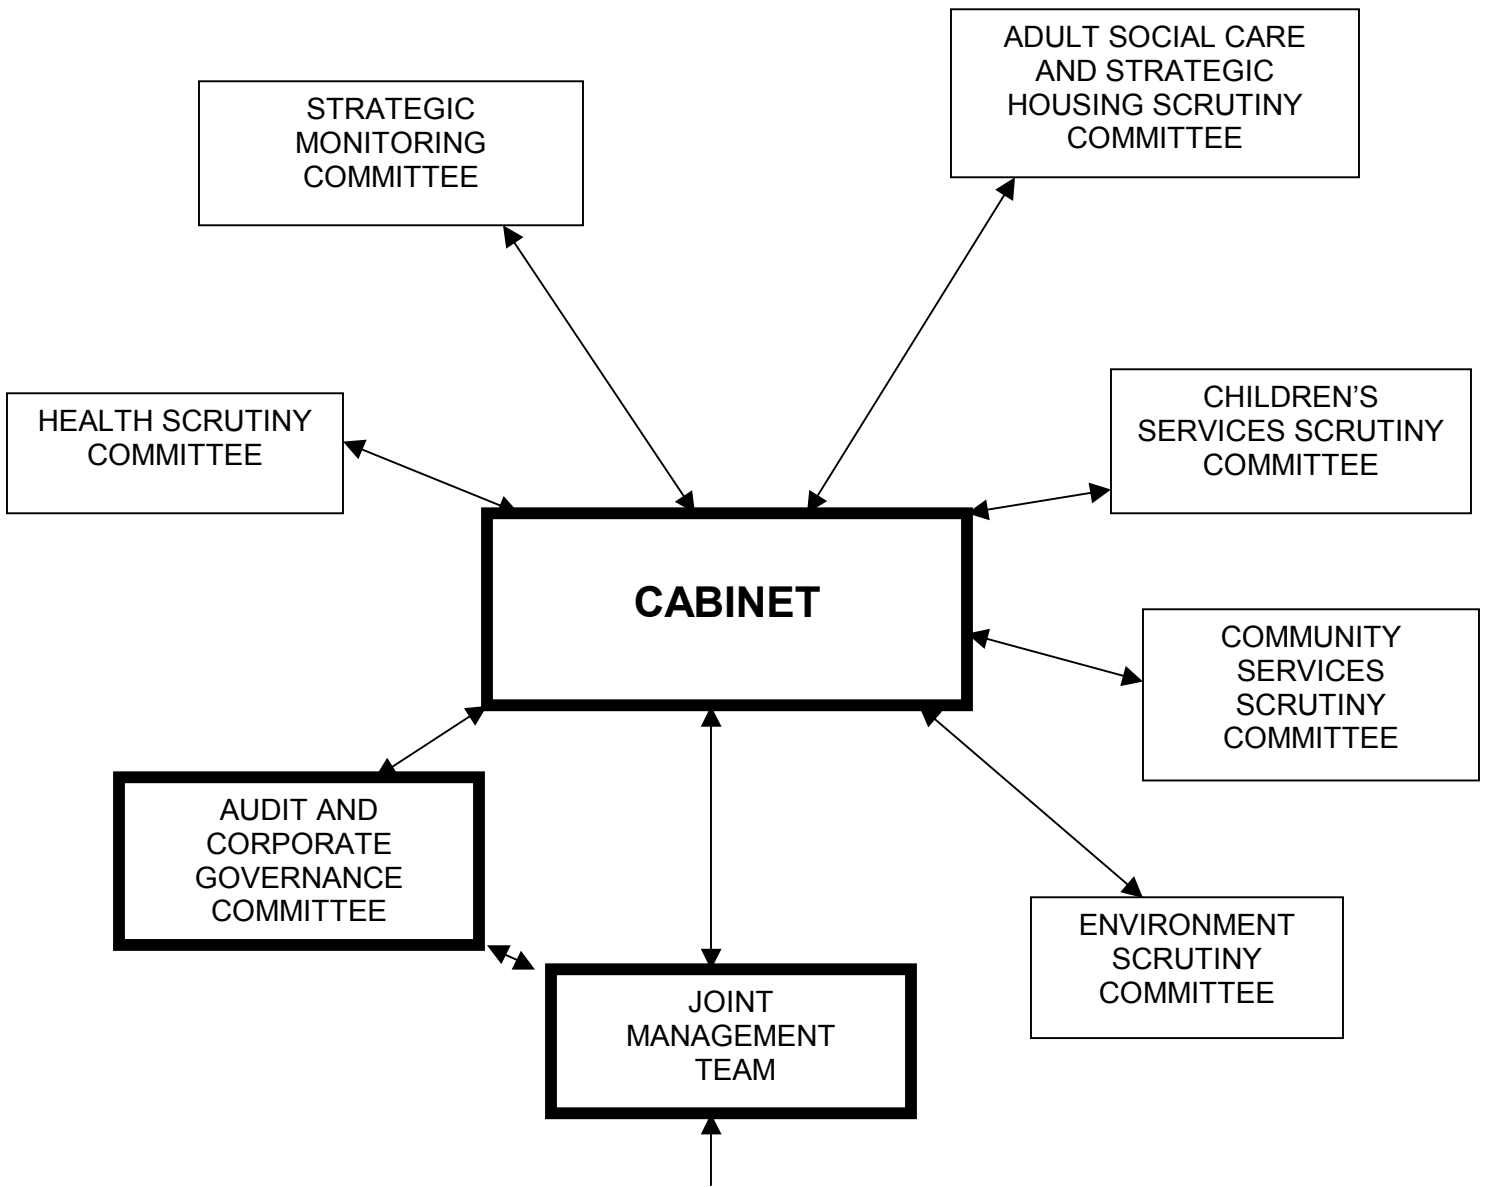 ADULT SOCIAL CARE
AND STRATEGIC
HOUSING SCRUTINY
COMMITTEE
STRATEGIC
MONITORING
COMMITTEE
HEALTH SCRUTINY
COMMITTEE
CHILDREN’S
SERVICES SCRUTINY
COMMITTEE
CABINET
COMMUNITY
SERVICES
SCRUTINY
COMMITTEE
AUDIT AND
CORPORATE
GOVERNANCE
COMMITTEE
ENVIRONMENT
SCRUTINY
COMMITTEE
JOINT
MANAGEMENT
TEAM